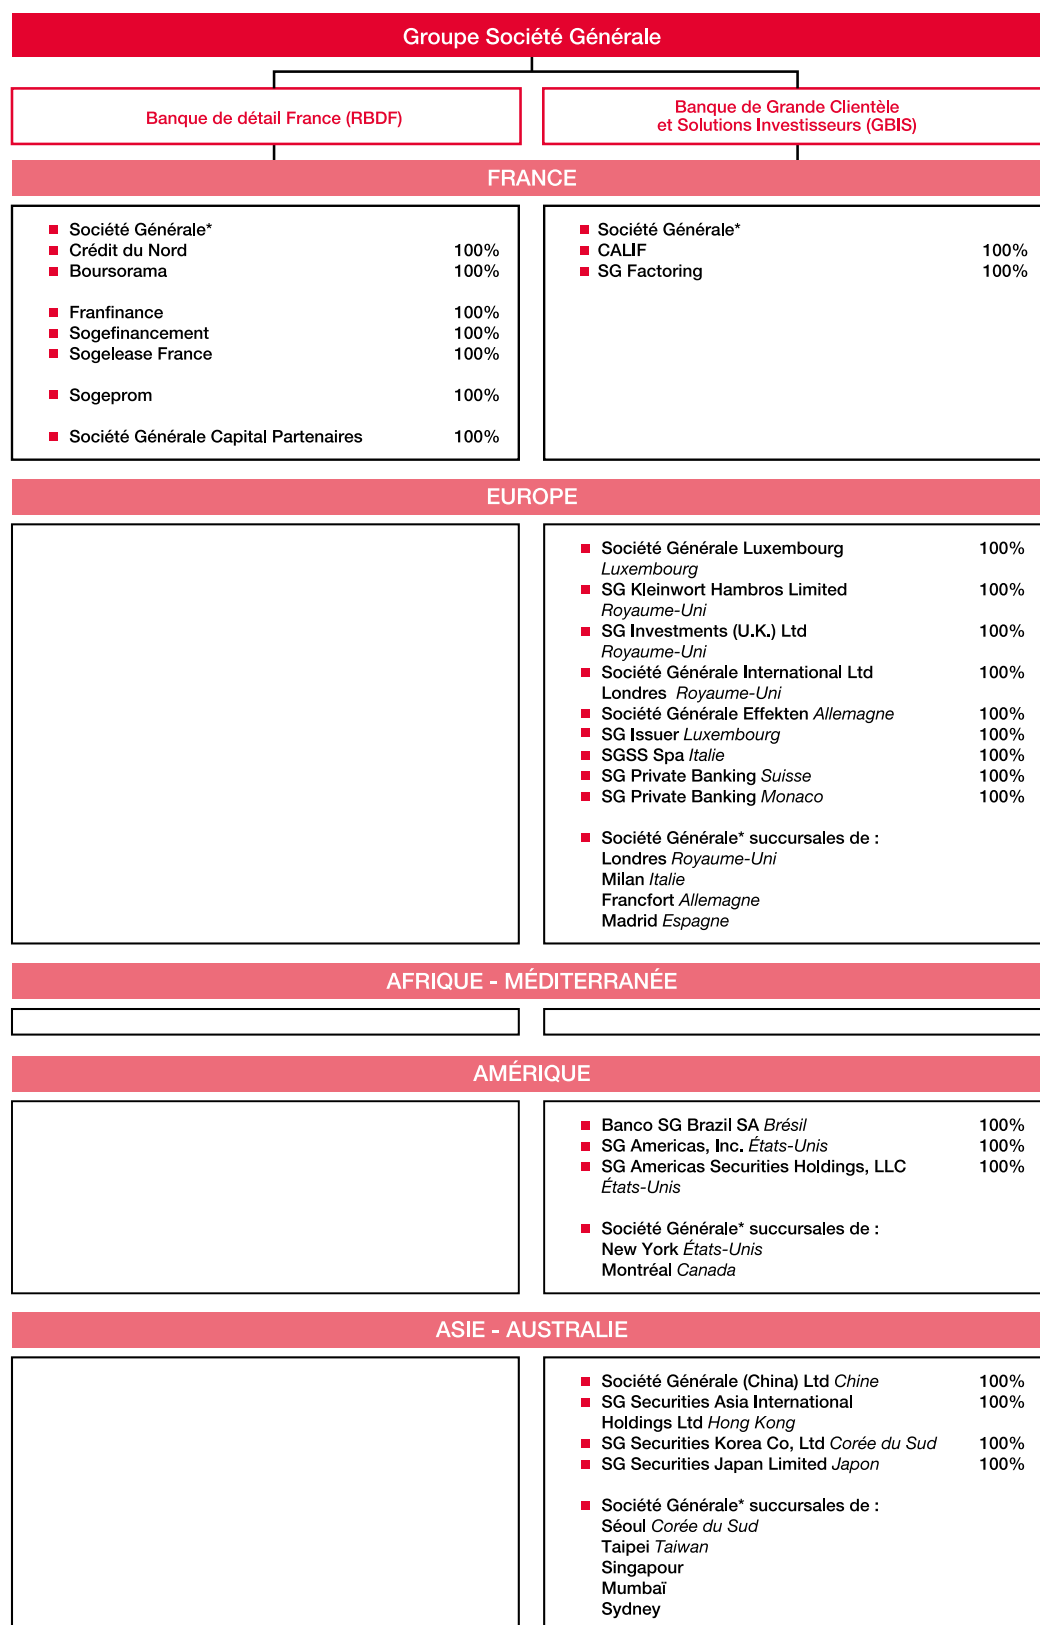 Groupe Société Générale
Banque de détail France (RBDF)
Banque de Grande Clientèle
et Solutions Investisseurs (GBIS)
FRANCE
Société Générale*
Crédit du Nord 100%
Boursorama 100%
Franfinance 100%
Sogefinancement 100%
Sogelease France 100%
Sogeprom 100%
Société Générale Capital Partenaires 100%
Société Générale*
CALIF 100%
SG Factoring 100%
EUROPE
Société Générale Luxembourg 100%
Luxembourg
SG Kleinwort Hambros Limited 100%
Royaume-Uni
SG Investments (U.K.) Ltd 100%
Royaume-Uni
Société Générale International Ltd 100%
Londres Royaume-Uni
Société Générale Effekten Allemagne 100%
SG Issuer Luxembourg 100%
SGSS Spa Italie 100%
SG Private Banking Suisse 100%
SG Private Banking Monaco 100%
Société Générale* succursales de :
Londres Royaume-Uni
Milan Italie
Francfort Allemagne
Madrid Espagne
AFRIQUE - MÉDITERRANÉE
AMÉRIQUE
Banco SG Brazil SA Brésil 100%
SG Americas, Inc. États-Unis 100%
SG Americas Securities Holdings, LLC 100%
États-Unis
Société Générale* succursales de :
New York États-Unis
Montréal Canada
ASIE - AUSTRALIE
Société Générale (China) Ltd Chine 100%
SG Securities Asia International 100%
Holdings Ltd Hong Kong
SG Securities Korea Co, Ltd Corée du Sud 100%
SG Securities Japan Limited Japon 100%
Société Générale* succursales de :
Séoul Corée du Sud
Taipei Taiwan
Singapour
Mumbaï
Sydney